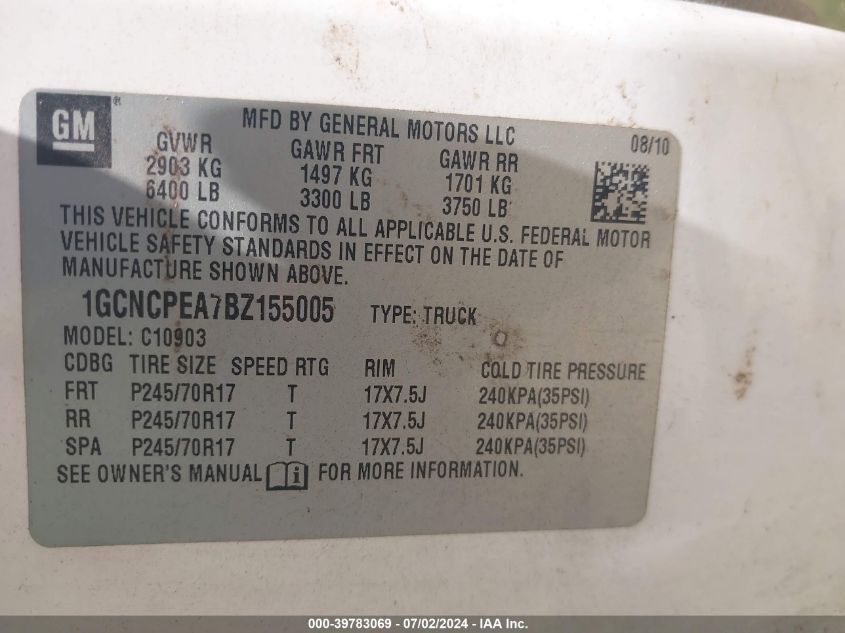 GM®
MFD BY GENERAL MOTORS LLC 08/10
GVWR GAWR FRT GAWR RR
2903 KG 1497 KG 1701 KG
6400 LB 3300 LB 3750 LB
THIS VEHICLE CONFORMS TO ALL APPLICABLE U.S. FEDERAL MOTOR
VEHICLE SAFETY STANDARDS IN EFFECT ON THE DATE OF
MANUFACTURE SHOWN ABOVE.
1GCNCPEA7BZ155005 TYPE: TRUCK
MODEL: C10903
CDBG TIRE SIZE SPEED RTG RIM COLD TIRE PRESSURE
FRT P245/70R17 T 17X7.5J 240KPA(35PSI)
RR P245/70R17 T 17X7.5J 240KPA(35PSI)
SPA P245/70R17 T 17X7.5J 240KPA(35PSI)
SEE OWNER'S MANUAL i FOR MORE INFORMATION.
000-39783069 - 07/02/2024 - IAA Inc.